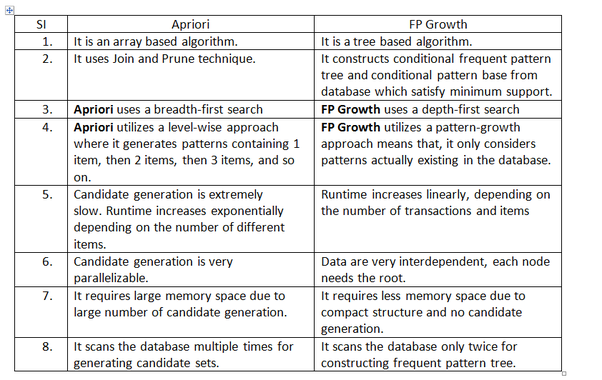 SI Apriori FP Growth
1. It is an array based algorithm. It is a tree based algorithm.
2. It uses Join and Prune technique. It constructs conditional frequent pattern
tree and conditional pattern base from
database which satisfy minimum support.
3. Apriori uses a breadth-first search FP Growth uses a depth-first search
4. Apriori utilizes a level-wise approach
where it generates patterns containing 1
item, then 2 items, then 3 items, and so
on.
FP Growth utilizes a pattern-growth
approach means that, it only considers
patterns actually existing in the database.
5. Candidate generation is extremely
slow. Runtime increases exponentially
depending on the number of different
items.
Runtime increases linearly, depending on
the number of transactions and items
6. Candidate generation is very
parallelizable.
Data are very interdependent, each node
needs the root.
7. It requires large memory space due to
large number of candidate generation.
It requires less memory space due to
compact structure and no candidate
generation.
8. It scans the database multiple times for
generating candidate sets.
It scans the database only twice for
constructing frequent pattern tree.